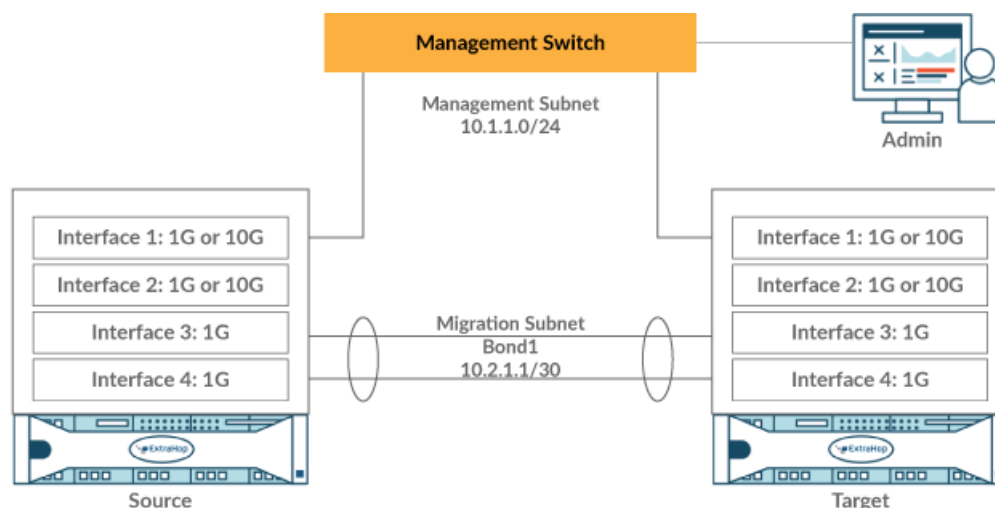 Management Switch
Management Subnet
10.1.1.0/24
Admin
Interface 1: 1G or 10G
Interface 2: 1G or 10G
Interface 3: 1G
Interface 4: 1G
ExtraHop
Source
Migration Subnet
Bond1
10.2.1.1/30
Interface 1: 1G or 10G
Interface 2: 1G or 10G
Interface 3: 1G
Interface 4: 1G
ExtraHop
Target